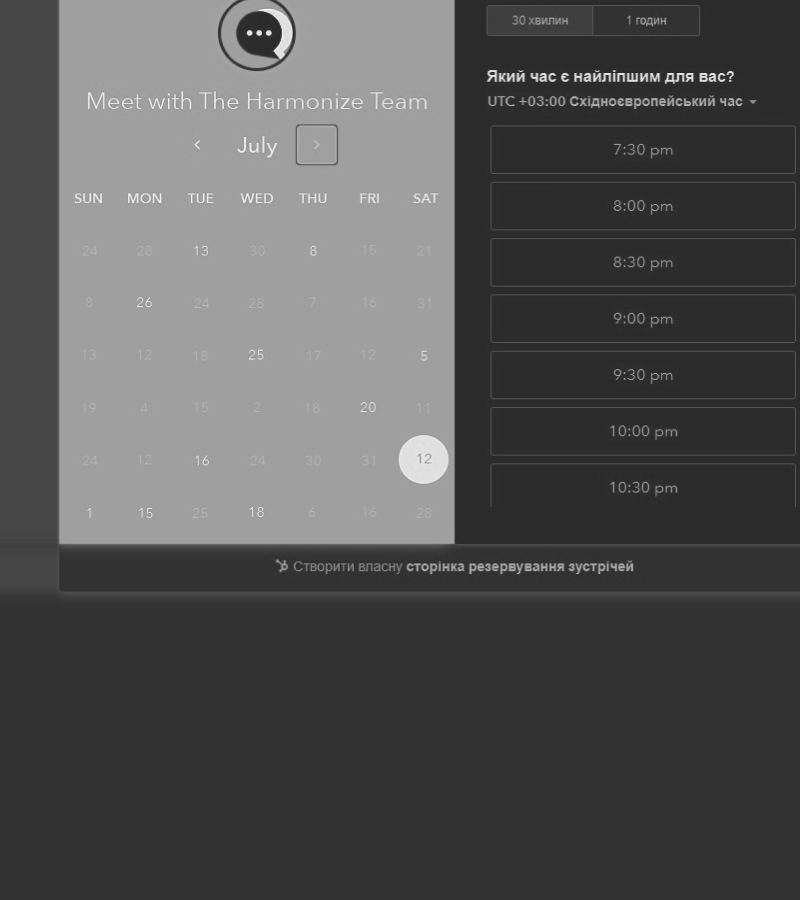 Meet with The Harmonize Team
July
SUN MON TUE WED THU FRI SAT
24 28 13 30 8 15 21
8 26 24 28 7 16 31
13 12 18 25 17 12 5
19 4 15 2 18 20 11
24 12 16 24 30 31 12
1 15 25 18 6 16 28
30 хвилин 1 годин
Який час є найліпшим для вас?
UTC +03:00 Східноєвропейський час
7:30 pm
8:00 pm
8:30 pm
9:00 pm
9:30 pm
10:00 pm
10:30 pm
Створити власну сторінка резервування зустрічей